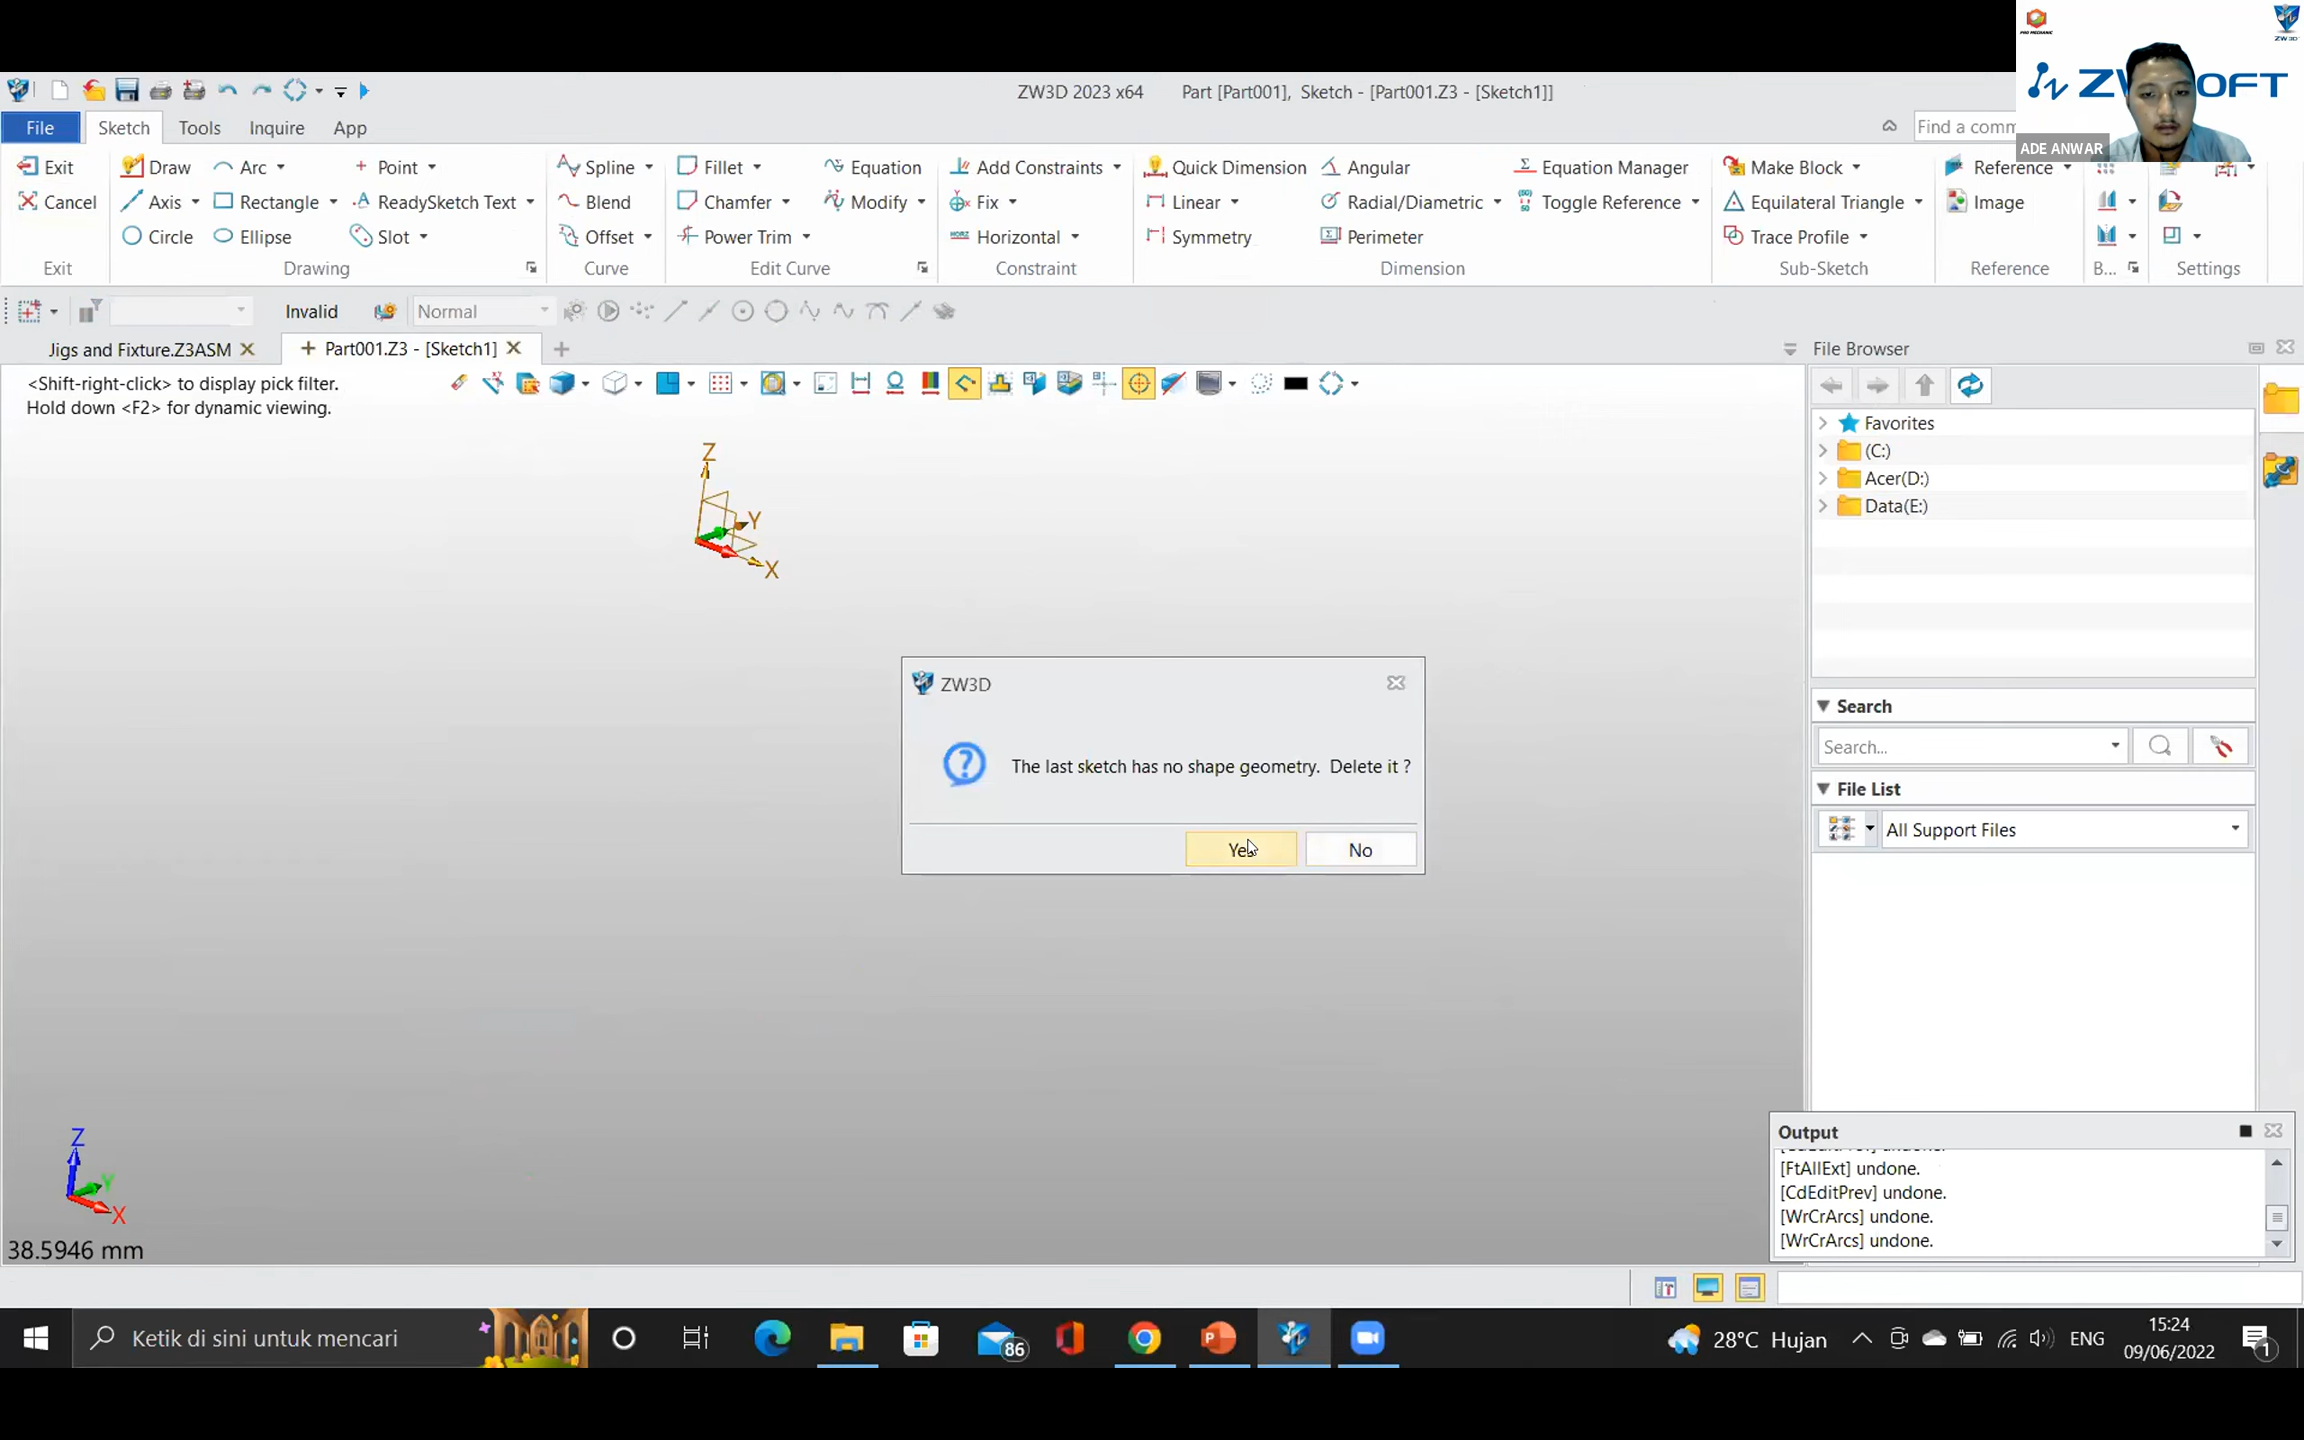 ZW3D 2023 x64 Part [Part001], Sketch - [Part001.Z3 - [Sketch1]]
File Sketch Tools Inquire App
Find a comm
ADE ANWAR
Exit Draw Arc Point Spline Fillet Equation Add Constraints Quick Dimension Angular Equation Manager Make Block Reference
Cancel Axis Rectangle ReadySketch Text Blend Chamfer Modify Fix Linear Radial/Diametric Toggle Reference Equilateral Triangle Image
Circle Ellipse Slot Offset Power Trim Horizontal Symmetry Perimeter Trace Profile
Exit Drawing Curve Edit Curve Constraint Dimension Sub-Sketch Reference B... Settings
Invalid Normal
Jigs and Fixture.Z3ASM Part001.Z3 - [Sketch1] File Browser
<Shift-right-click> to display pick filter.
Hold down <F2> for dynamic viewing.
Favorites
(C:)
Acer(D:)
Data(E:)
Z
Y
X
ZW3D
The last sketch has no shape geometry. Delete it ?
Yes No
Search
Search...
File List
All Support Files
Output
[FtAllExt] undone.
[CdEditPrev] undone.
[WrCrArcs] undone.
[WrCrArcs] undone.
Z
Y
X
38.5946 mm
Ketik di sini untuk mencari
86
28°C Hujan
ENG
15:24
09/06/2022
1